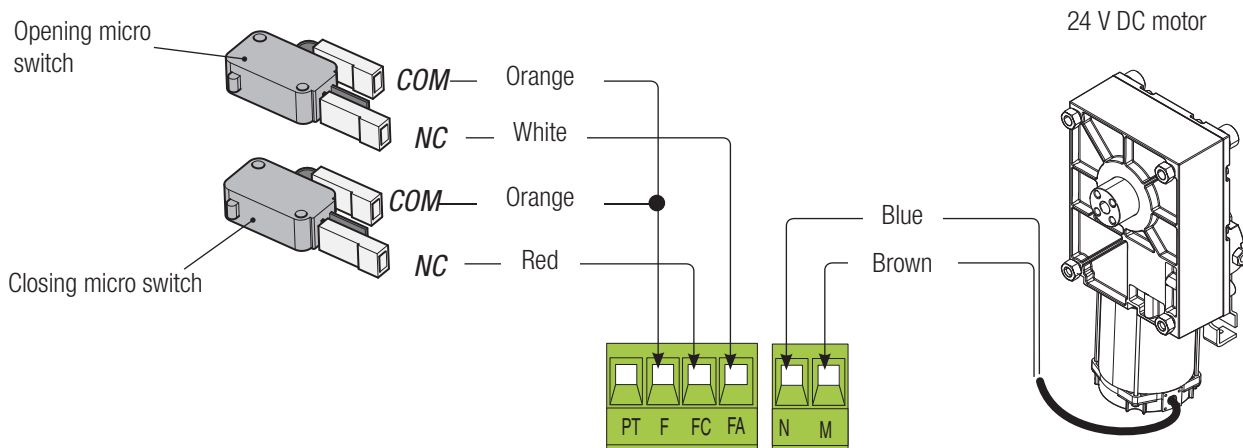 Opening micro
switch
COM
Orange
NC
White
COM
Orange
NC
Red
Closing micro switch
24 V DC motor
Blue
Brown
PT F FC FA N M